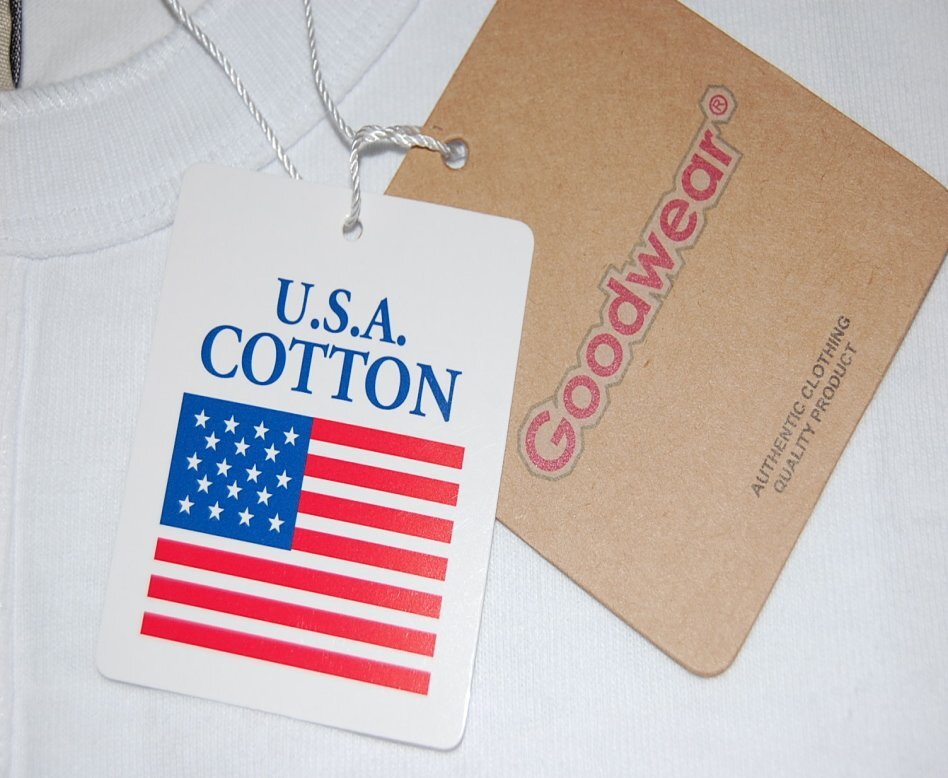 U.S.A.
COTTON
Goodwear®
AUTHENTIC CLOTHING
QUALITY PRODUCT